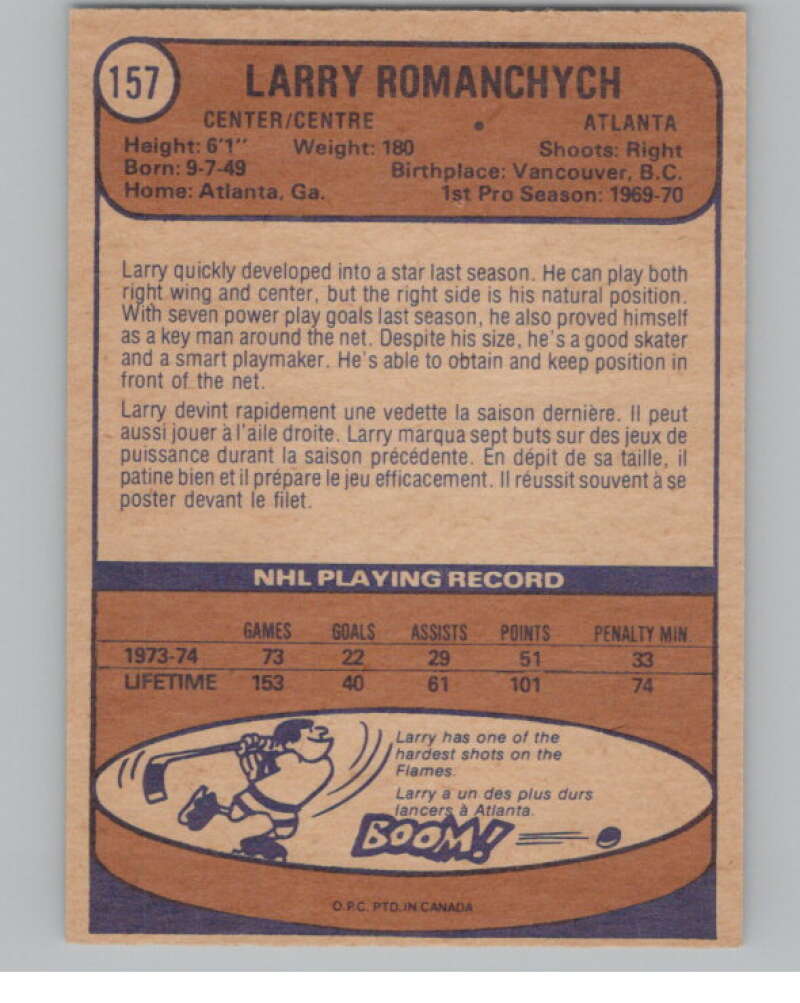 157
LARRY ROMANCHYCH
CENTER/CENTRE • ATLANTA
Height: 6'1" Weight: 180 Shoots: Right
Born: 9-7-49 Birthplace: Vancouver, B.C.
Home: Atlanta, Ga. 1st Pro Season: 1969-70
Larry quickly developed into a star last season. He can play both
right wing and center, but the right side is his natural position.
With seven power play goals last season, he also proved himself
as a key man around the net. Despite his size, he's a good skater
and a smart playmaker. He's able to obtain and keep position in
front of the net.
Larry devint rapidement une vedette la saison dernière. Il peut
aussi jouer à l'aile droite. Larry marqua sept buts sur des jeux de
puissance durant la saison précédente. En dépit de sa taille, il
patine bien et il prépare le jeu efficacement. Il réussit souvent à se
poster devant le filet.
NHL PLAYING RECORD
GAMES GOALS ASSISTS POINTS PENALTY MIN
1973-74 73 22 29 51 33
LIFETIME 153 40 61 101 74
Larry has one of the
hardest shots on the
Flames.
Larry a un des plus durs
lancers à Atlanta.
BOOM!
O.P.C. PTD. IN CANADA